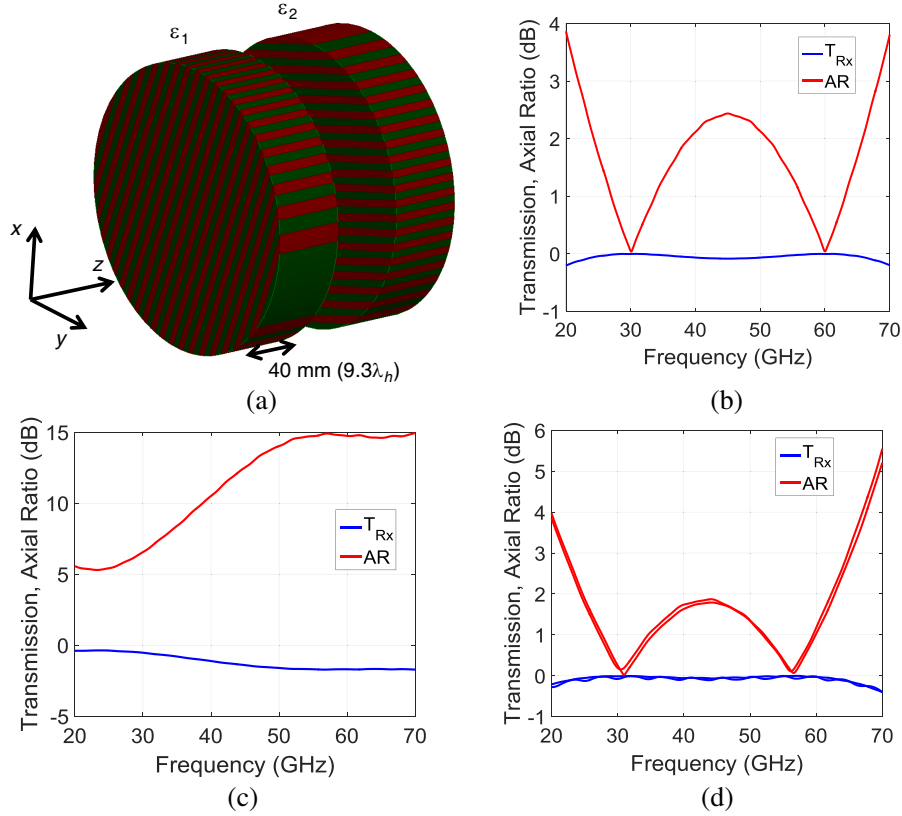 ε1
ε2
x
z
y
40 mm (9.3λh)
(a)
Transmission, Axial Ratio (dB)
4
3
2
1
0
-1
20
30
40
50
60
70
Frequency (GHz)
TRx
AR
(b)
Transmission, Axial Ratio (dB)
15
10
5
0
-5
20
30
40
50
60
70
Frequency (GHz)
TRx
AR
(c)
Transmission, Axial Ratio (dB)
6
5
4
3
2
1
0
-1
20
30
40
50
60
70
Frequency (GHz)
TRx
AR
(d)